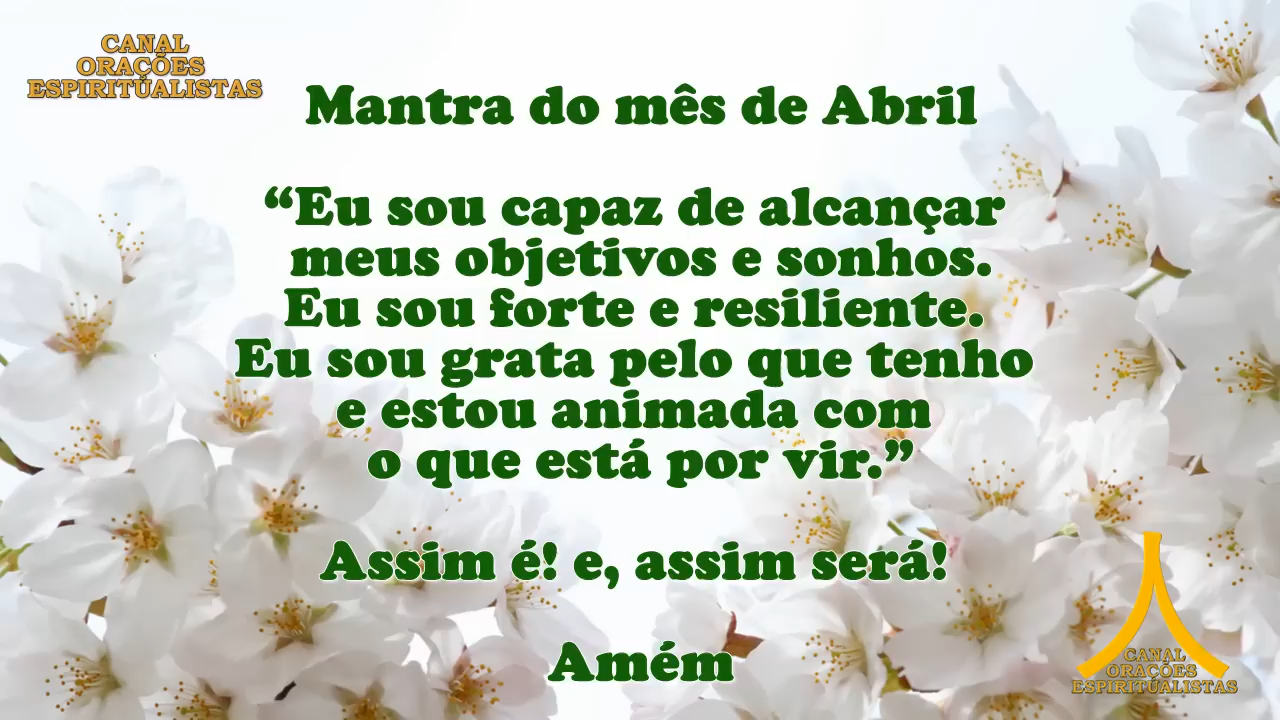 CANAL
ORAÇÕES
ESPIRITUALISTAS
Mantra do mês de Abril
“Eu sou capaz de alcançar
meus objetivos e sonhos.
Eu sou forte e resiliente.
Eu sou grata pelo que tenho
e estou animada com
o que está por vir.”
Assim é! e, assim será!
Amém
CANAL
ORAÇÕES
ESPIRITUALISTAS